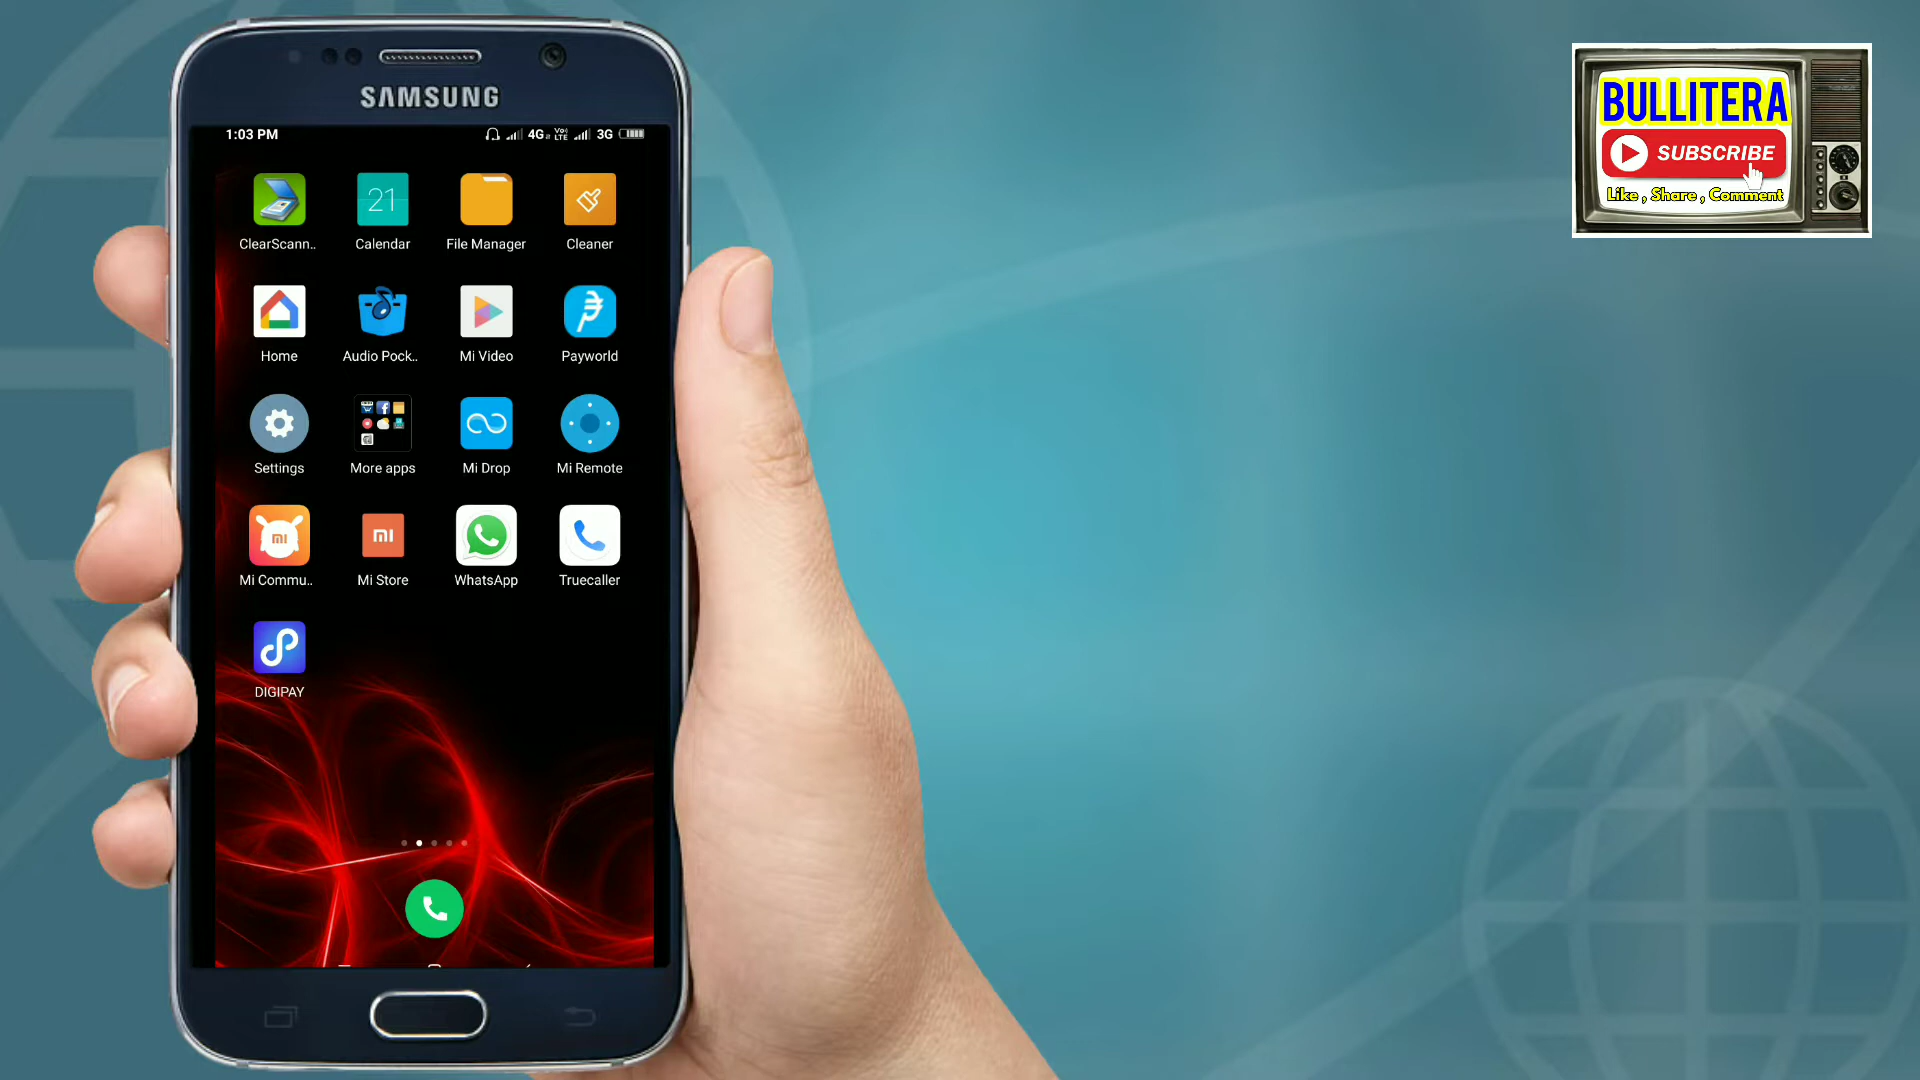 SAMSUNG
1:03 PM
4G
Vo
LTE
3G
ClearScann..
21
Calendar
File Manager
Cleaner
Home
Audio Pock..
Mi Video
Payworld
Settings
More apps
Mi Drop
Mi Remote
mi
Mi Commu..
mi
Mi Store
WhatsApp
Truecaller
DIGIPAY
BULLITERA
SUBSCRIBE
Like , Share , Comment